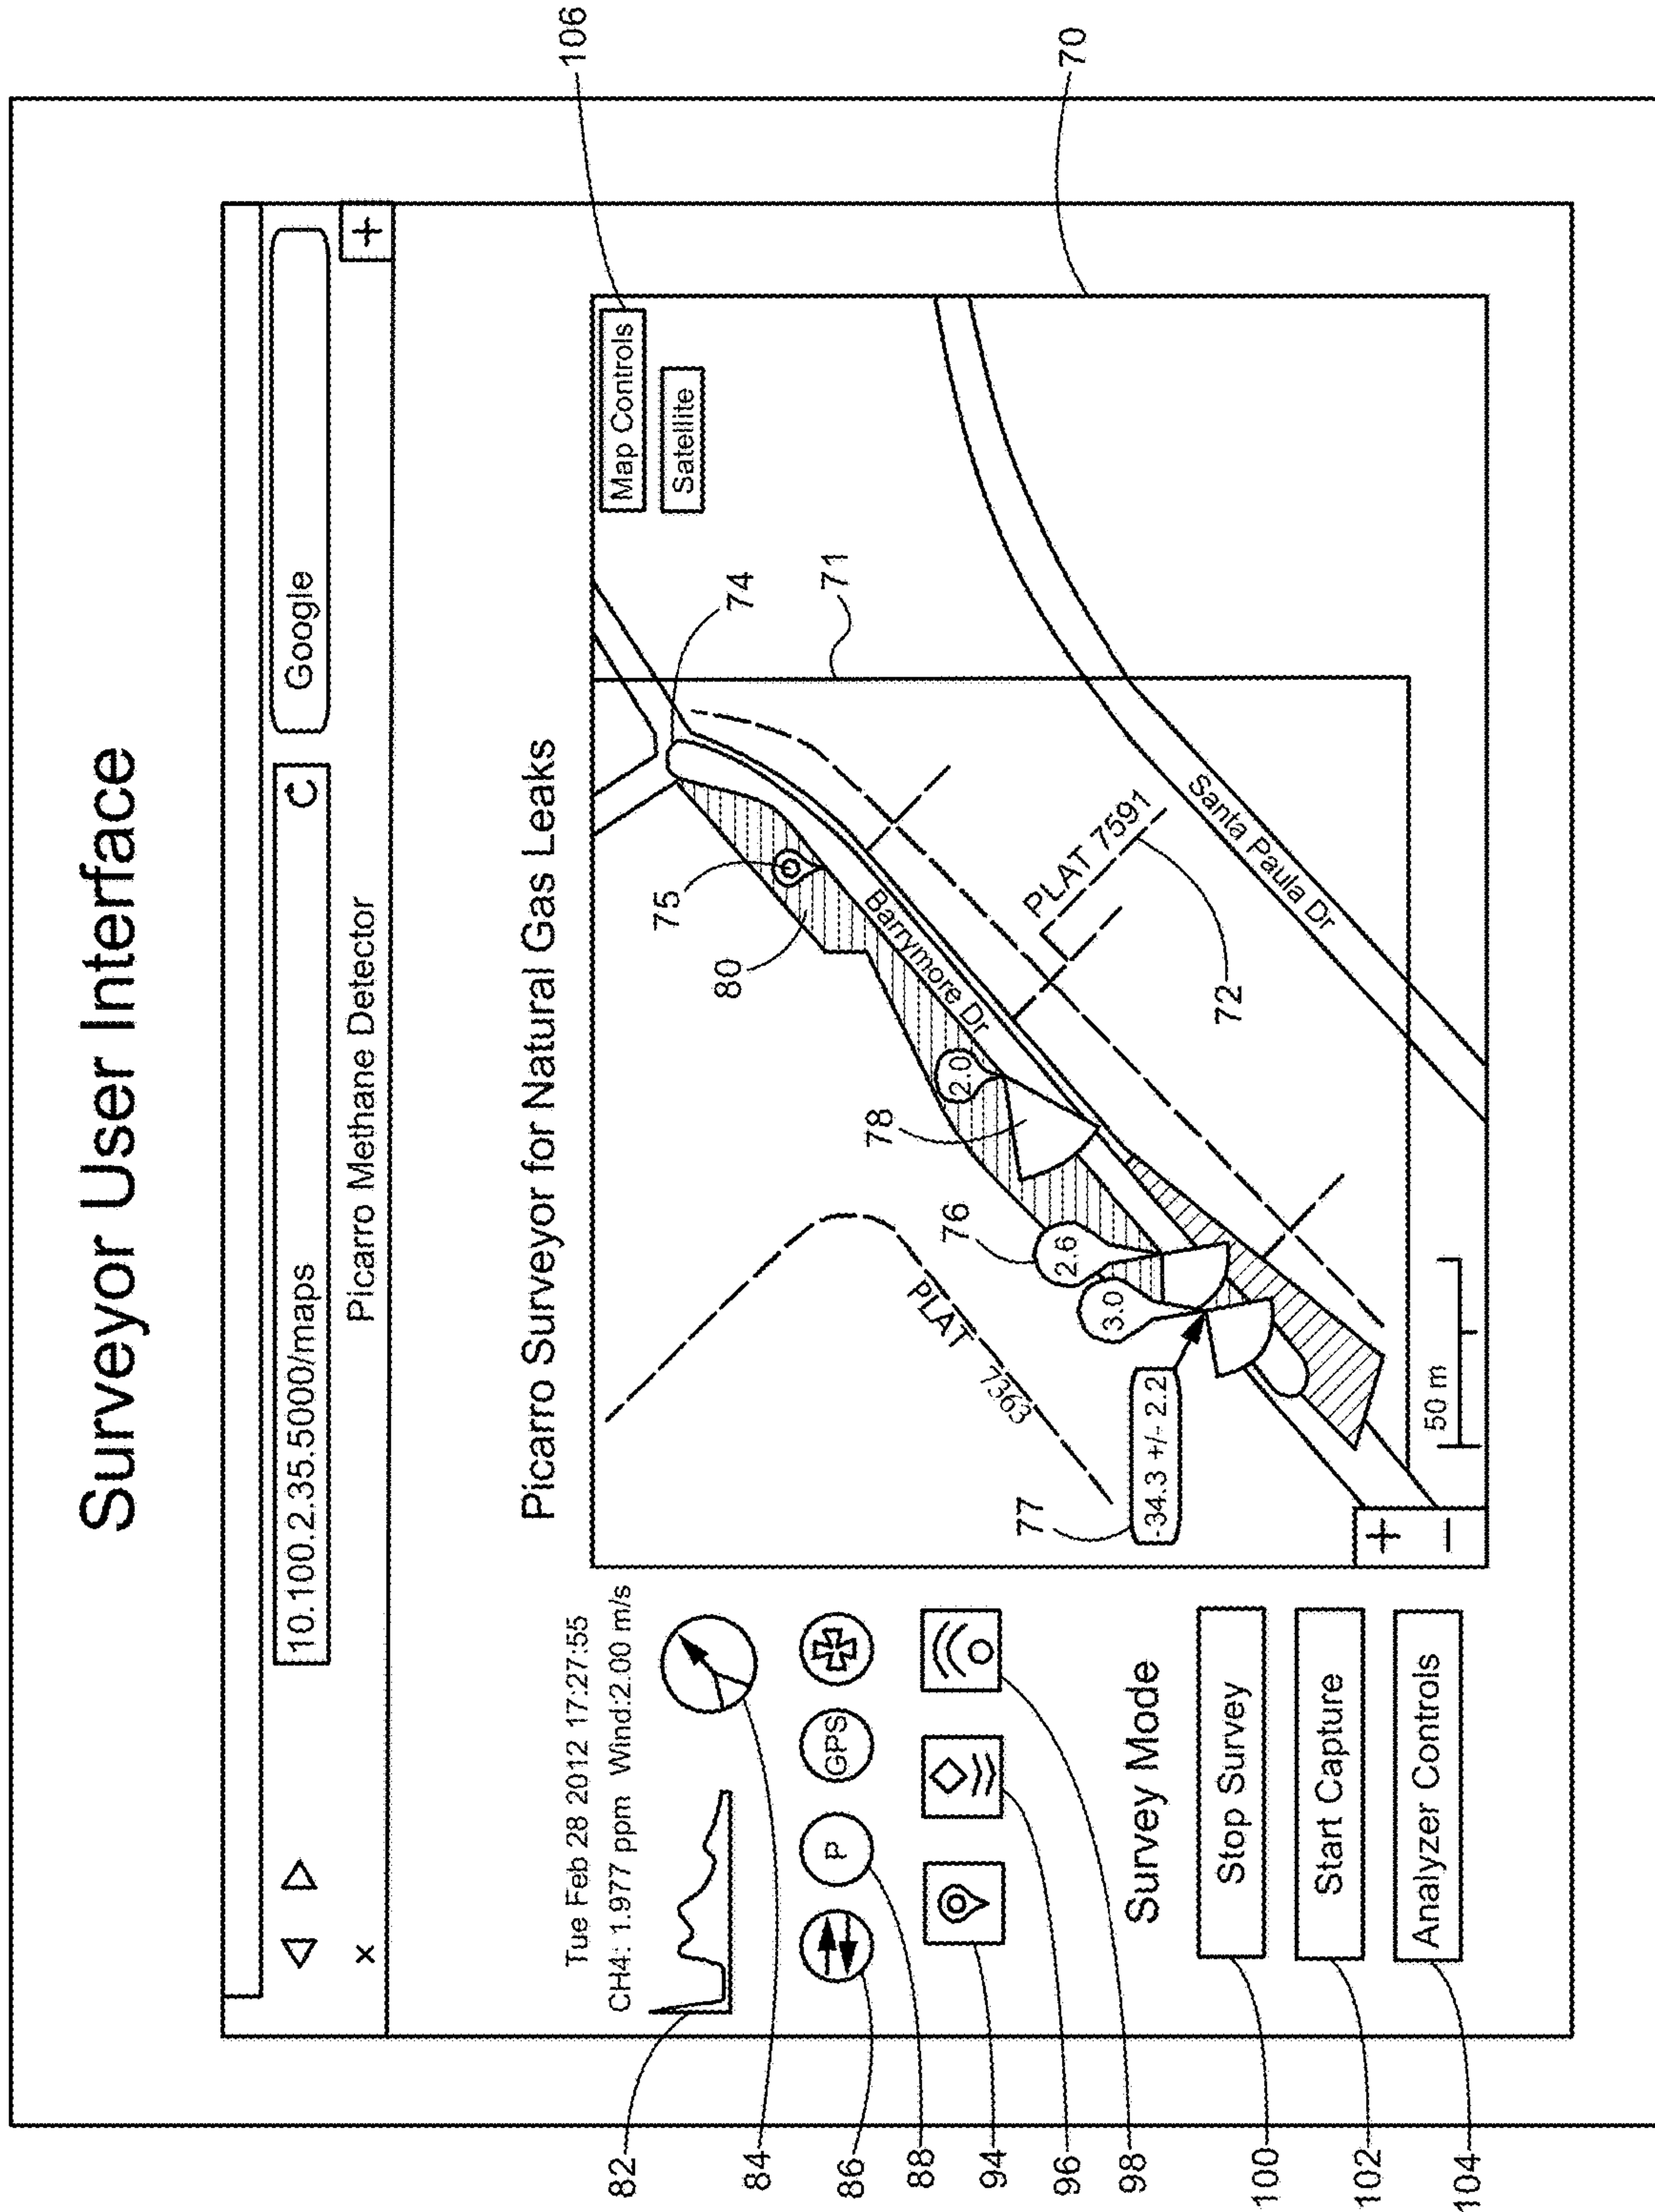 Surveyor User Interface
10.100.2.35.5000/maps
Google
×
Picarro Methane Detector
+
Picarro Surveyor for Natural Gas Leaks
Tue Feb 28 2012 17:27:55
CH4: 1.977 ppm Wind:2.00 m/s
82
84
P
GPS
86
88
94
96
98
Survey Mode
Stop Survey
100
Start Capture
102
Analyzer Controls
104
Map Controls
106
Satellite
70
74
71
75
80
Barrymore Dr
2.0
78
76
2.6
3.0
PLAT 7363
77
-34.3 +/- 2.2
PLAT 7591
72
Santa Paula Dr
50 m
+
−